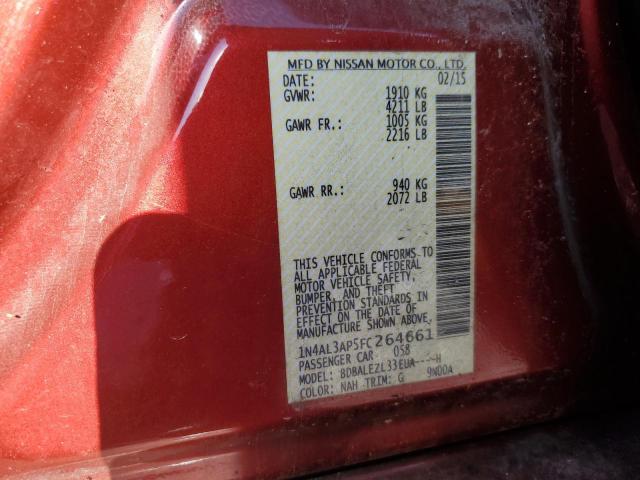 MFD BY NISSAN MOTOR CO., LTD.
DATE: 02/15
GVWR: 1910 KG
4211 LB
GAWR FR.: 1005 KG
2216 LB
GAWR RR.: 940 KG
2072 LB
THIS VEHICLE CONFORMS TO
ALL APPLICABLE FEDERAL
MOTOR VEHICLE SAFETY,
BUMPER, AND THEFT
PREVENTION STANDARDS IN
EFFECT ON THE DATE OF
MANUFACTURE SHOWN ABOVE.
1N4AL3AP5FC264661
PASSENGER CAR 058
MODEL: BDBALEZL33EUA----H
COLOR: NAH TRIM: G 9N00A